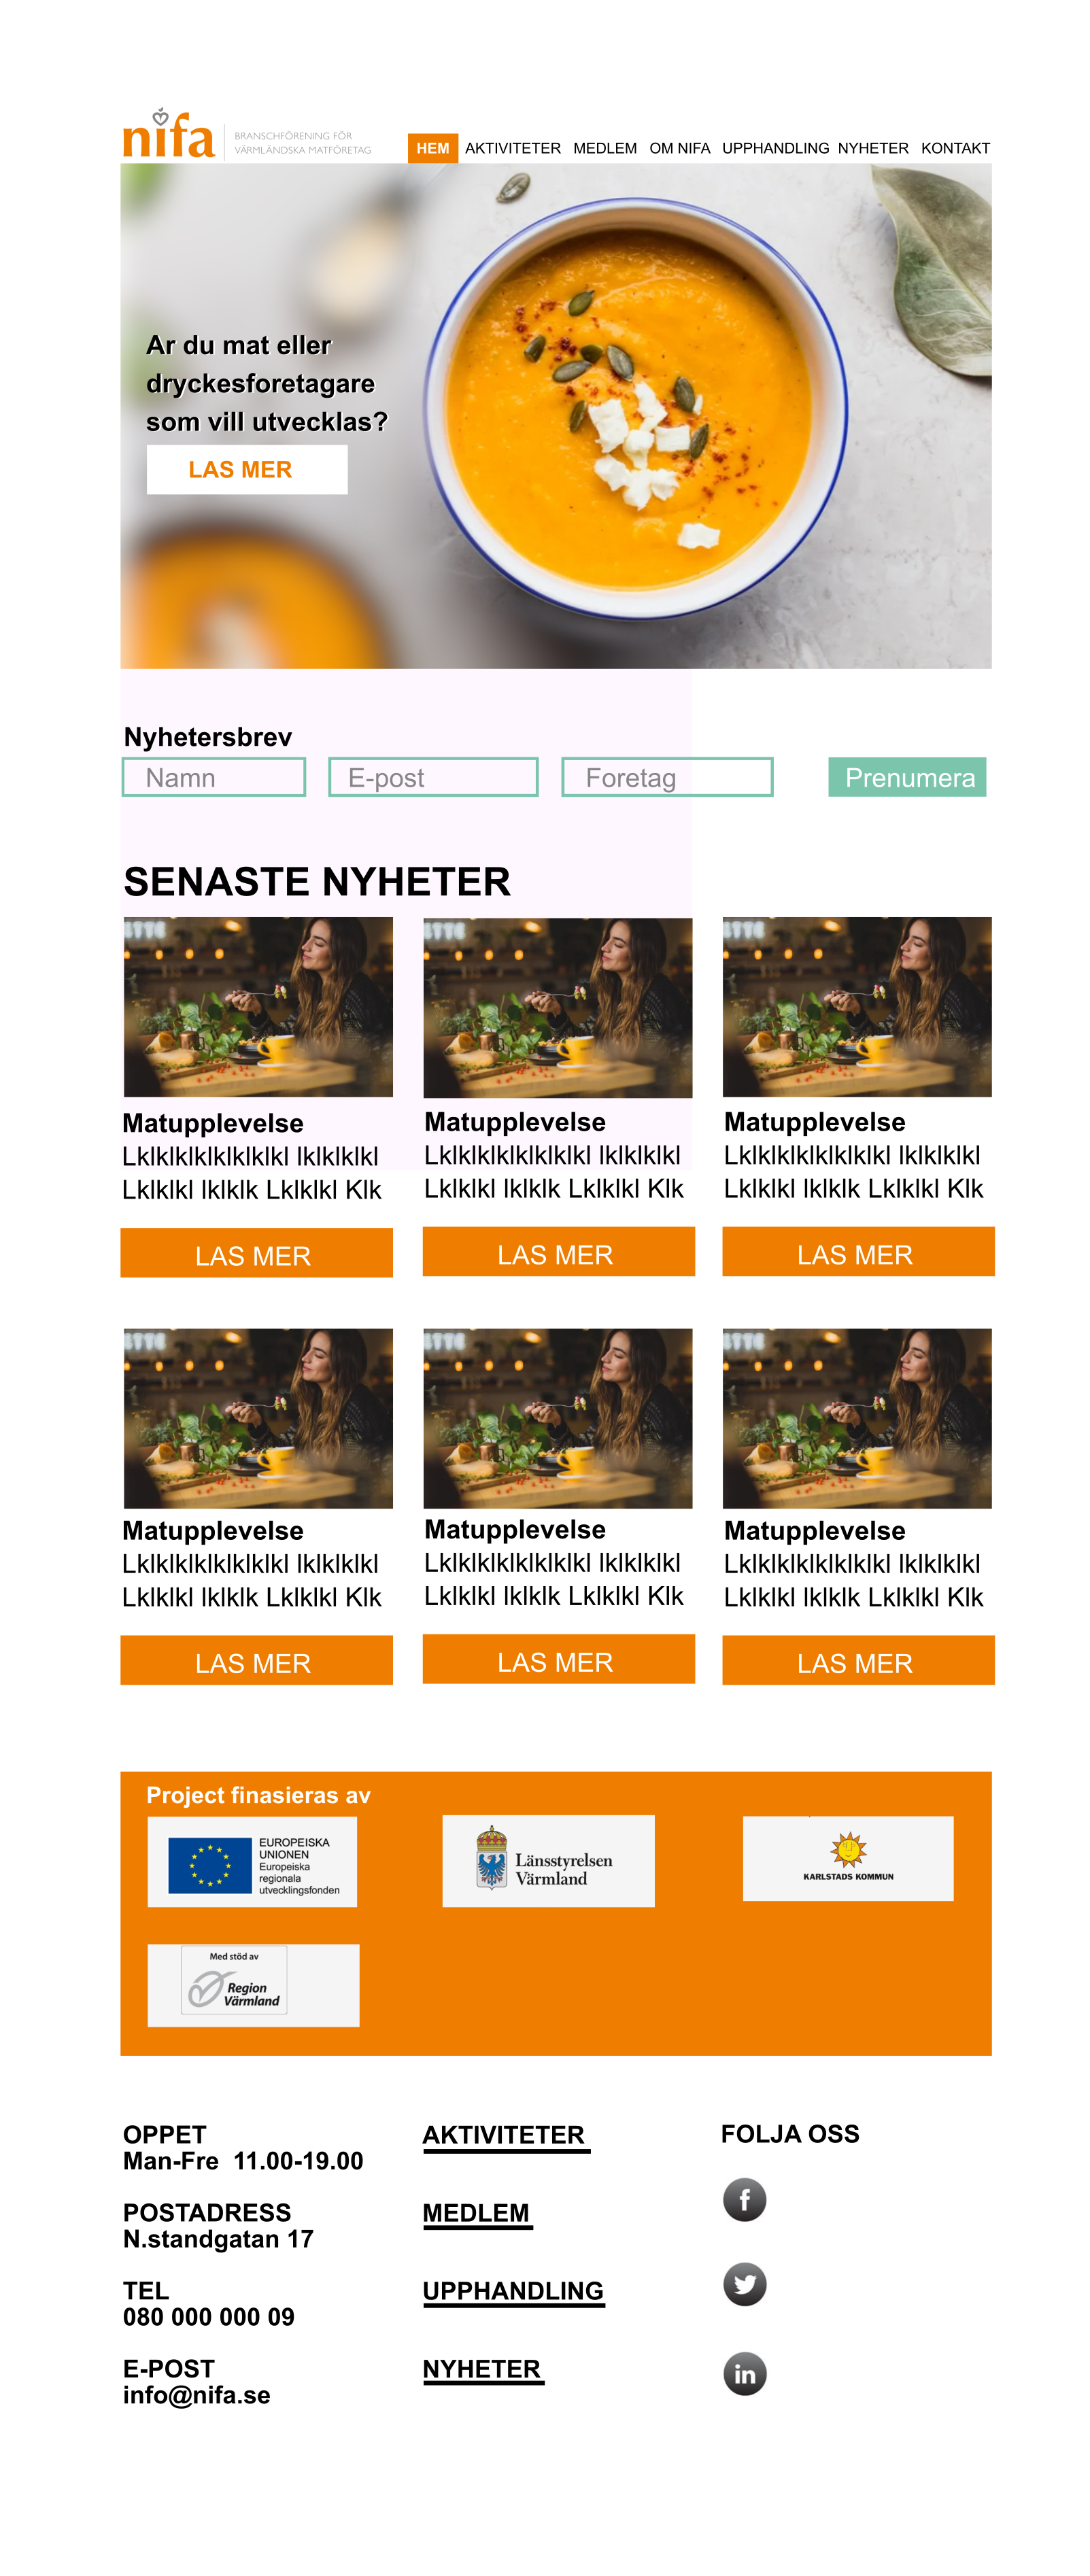 nifa
BRANSCHFÖRENING FÖR
VÄRMLÄNDSKA MATFÖRETAG
HEM AKTIVITETER MEDLEM OM NIFA UPPHANDLING NYHETER KONTAKT
Ar du mat eller
dryckesforetagare
som vill utvecklas?
LAS MER
Nyhetersbrev
Namn E-post Foretag Prenumera
SENASTE NYHETER
Matupplevelse
Lklklklklklklklkl lklklklkl
Lklklkl lklklk Lklklkl Klk
LAS MER
Matupplevelse
Lklklklklklklklkl lklklklkl
Lklklkl lklklk Lklklkl Klk
LAS MER
Matupplevelse
Lklklklklklklklkl lklklklkl
Lklklkl lklklk Lklklkl Klk
LAS MER
Matupplevelse
Lklklklklklklklkl lklklklkl
Lklklkl lklklk Lklklkl Klk
LAS MER
Matupplevelse
Lklklklklklklklkl lklklklkl
Lklklkl lklklk Lklklkl Klk
LAS MER
Matupplevelse
Lklklklklklklklkl lklklklkl
Lklklkl lklklk Lklklkl Klk
LAS MER
Project finasieras av
EUROPEISKA
UNIONEN
Europeiska
regionala
utvecklingsfonden
Länsstyrelsen
Värmland
KARLSTADS KOMMUN
Med stöd av
Region
Värmland
OPPET
Man-Fre 11.00-19.00
POSTADRESS
N.standgatan 17
TEL
080 000 000 09
E-POST
info@nifa.se
AKTIVITETER
MEDLEM
UPPHANDLING
NYHETER
FOLJA OSS
f
in